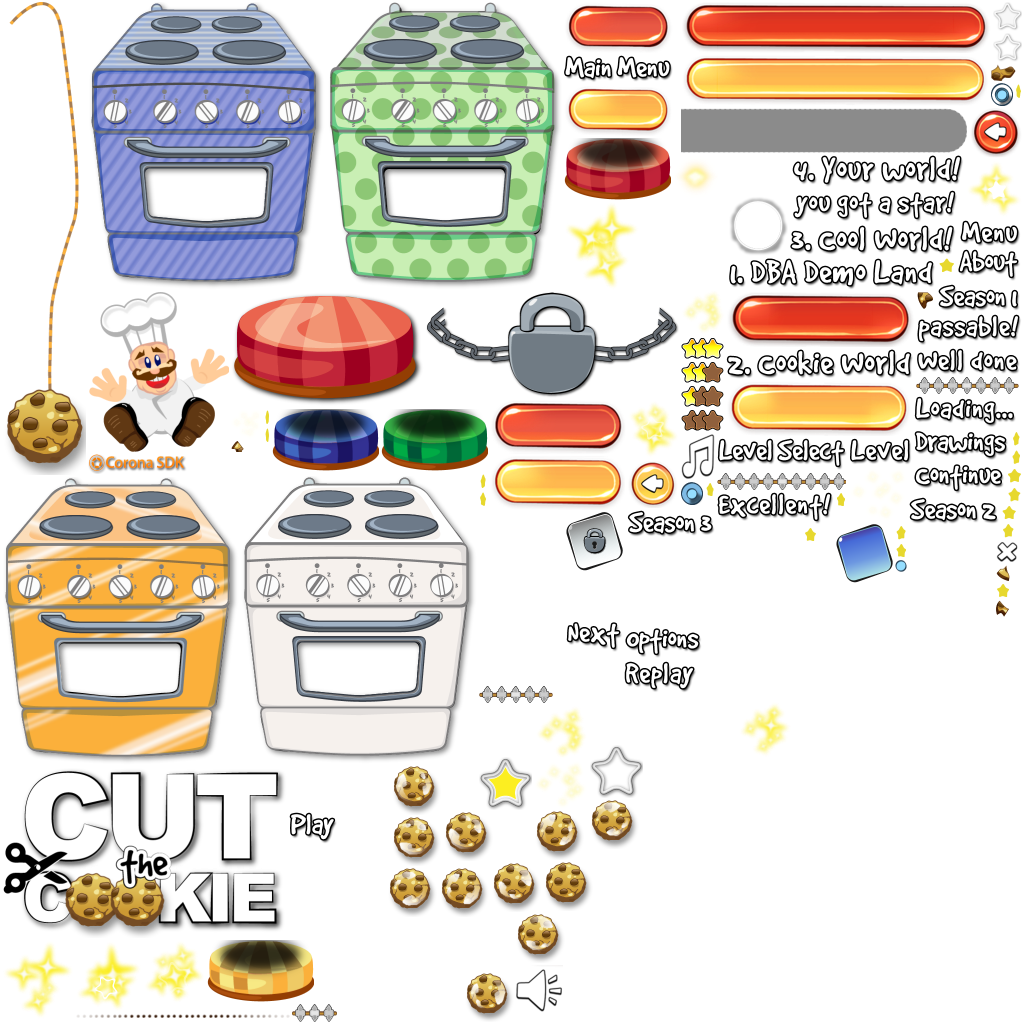 Main Menu
4. Your world!
you got a star!
3. Cool World!
Menu
About
1. DBA Demo Land
Season 1
passable!
2. Cookie World
Well done
Loading...
Level Select Level
Drawings
Continue
Excellent!
Season 2
Season 3
Corona SDK
Next Options
Replay
CUT
the
COOKIE
Play